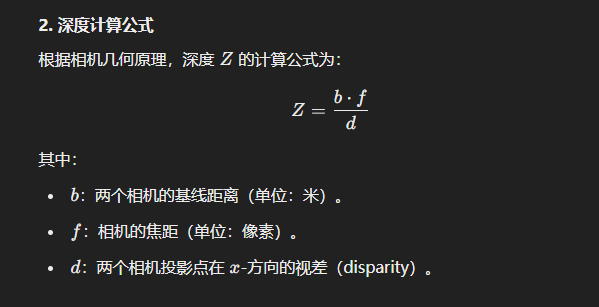 2. 深度计算公式
根据相机几何原理，深度 Z 的计算公式为：
Z = \frac{b \cdot f}{d}
其中：
• b：两个相机的基线距离（单位：米）。
• f：相机的焦距（单位：像素）。
• d：两个相机投影点在 x-方向的视差（disparity）。